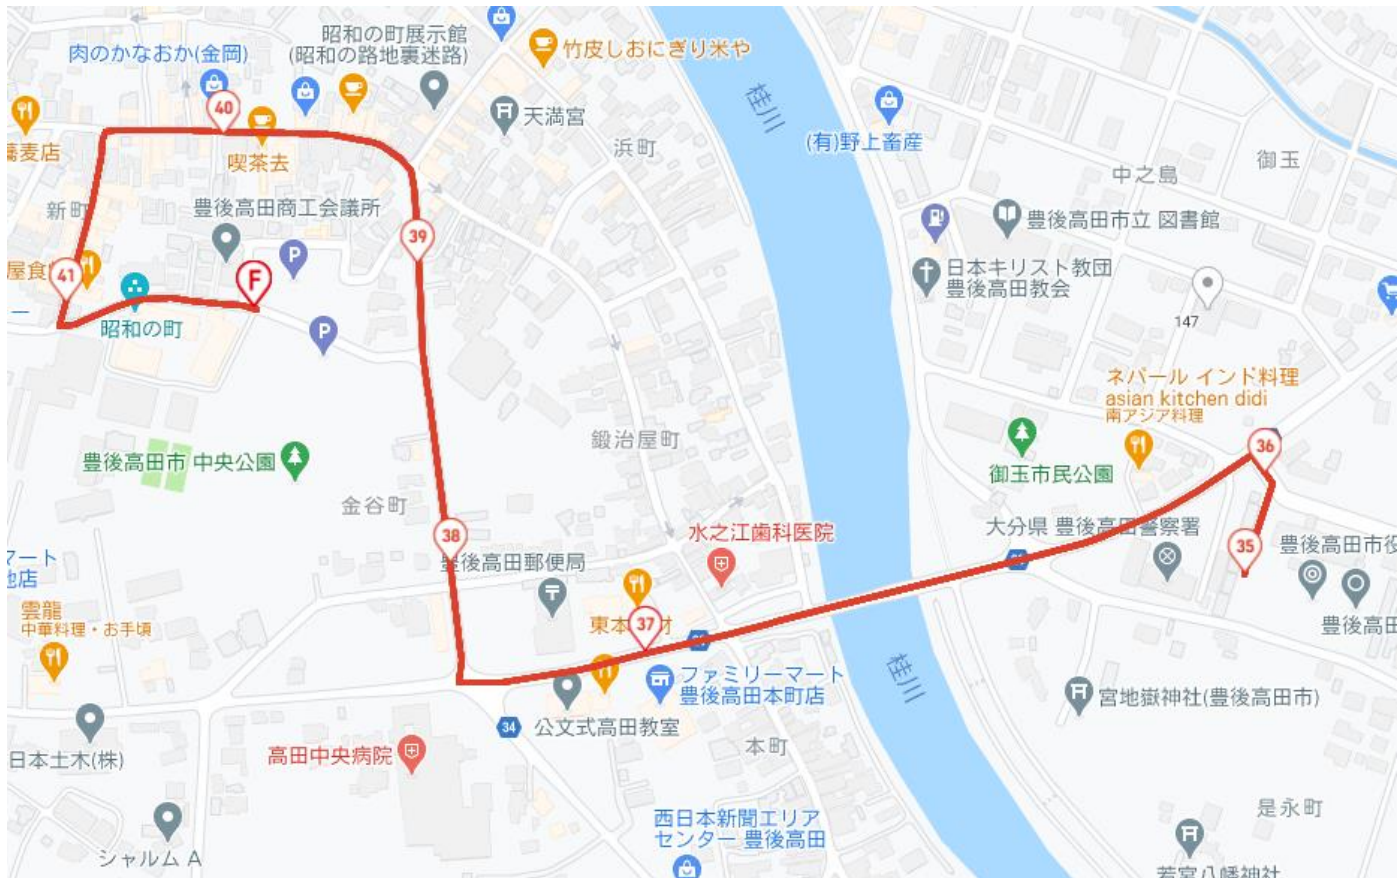 昭和の町展示館
(昭和の路地裏迷路)
肉のかなおか(金岡)
竹皮しおにぎり米や
40
天満宮
蕎麦店
喫茶去
浜町
桂川
(有)野上畜産
御玉
中之島
新町
豊後高田商工会議所
豊後高田市立 図書館
39
日本キリスト教団
豊後高田教会
41
F
P
昭和の町
P
147
ネパール インド料理
asian kitchen didi
南アジア料理
鍛治屋町
36
豊後高田市 中央公園
御玉市民公園
金谷町
38
水之江歯科医院
大分県 豊後高田警察署
35
豊後高田市役
豊後高田郵便局
雲龍
中華料理・お手頃
37
豊後高田
ファミリーマート
豊後高田本町店
桂川
宮地嶽神社(豊後高田市)
34
公文式高田教室
本町
日本土木(株)
高田中央病院
是永町
西日本新聞エリア
センター 豊後高田
シャルム A
若宮八幡神社